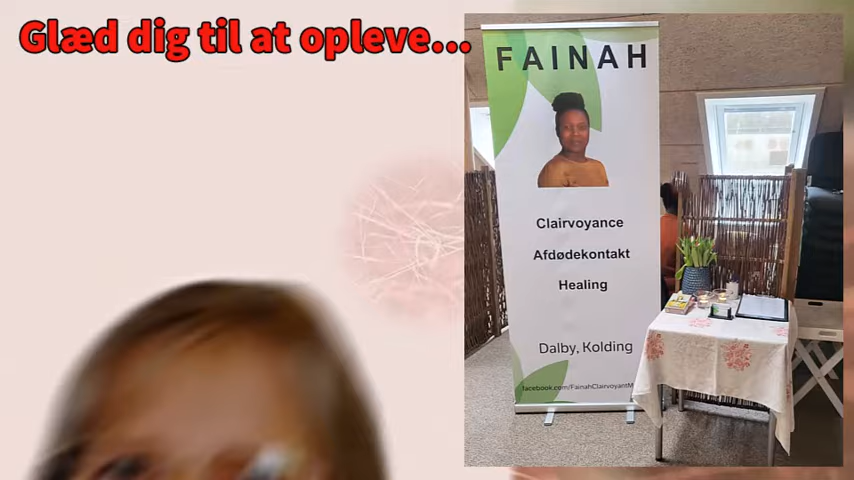 Glæd dig til at opleve...
FAINAH
Clairvoyance
Afdødekontakt
Healing
Dalby, Kolding